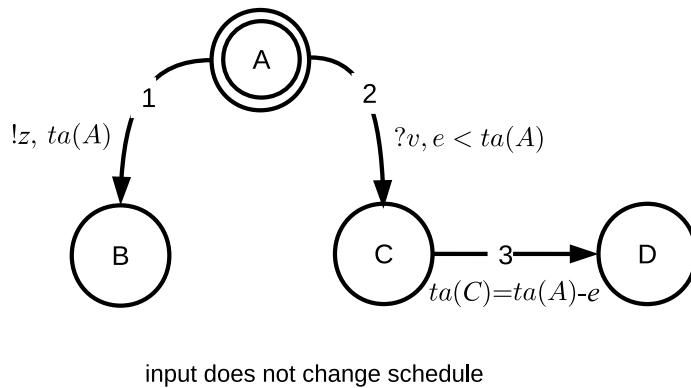 A
1
2
!z, ta(A)
?v, e < ta(A)
B
C
3
D
ta(C)=ta(A)-e
input does not change schedule